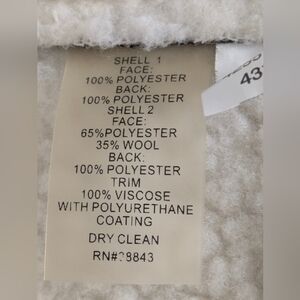 SHELL 1
FACE:
100% POLYESTER
BACK:
100% POLYESTER
SHELL 2
FACE:
65%POLYESTER
35% WOOL
BACK:
100% POLYESTER
TRIM
100% VISCOSE
WITH POLYURETHANE
COATING
DRY CLEAN
43